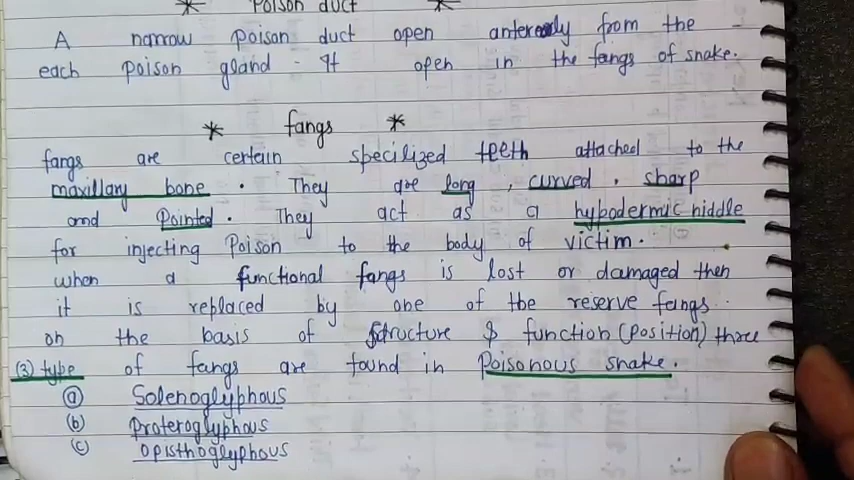 * Poison duct *
A narrow poison duct open anterely from the
each poison gland - It open in the fangs of snake.
* fangs *
fangs are certain specilized teeth attached to the
maxillary bone. They are long, curved, sharp
and Pointed. They act as a hypodermic niddle
for injecting Poison to the body of victim.
when a functional fangs is lost or damaged then
it is replaced by one of the reserve fangs..
on the basis of structure & function (position) three
(3) type of fangs are found in Poisonous snake.
(a) Solenoglyphous
(b) Proteroglyphous
(c) Opisthoglyphous